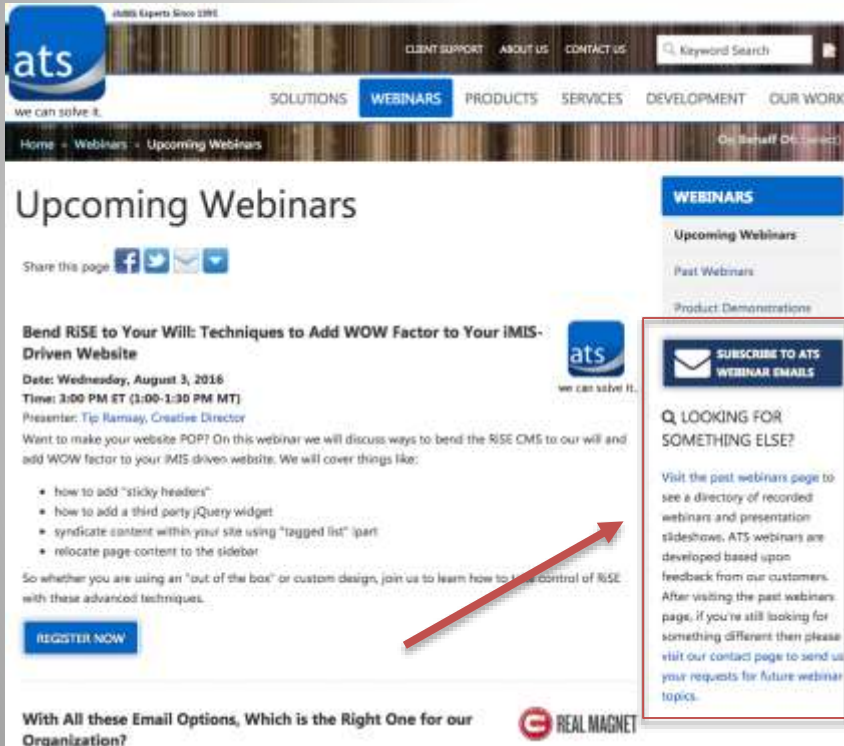 iMIS Experts Since 1991
ats
we can solve it.
CLIENT SUPPORT ABOUT US CONTACT US
Keyword Search
SOLUTIONS WEBINARS PRODUCTS SERVICES DEVELOPMENT OUR WORK
Home » Webinars » Upcoming Webinars
On Behalf Of: (select)
Upcoming Webinars
Share this page
Bend RiSE to Your Will: Techniques to Add WOW Factor to Your iMIS-
Driven Website
ats
we can solve it.
Date: Wednesday, August 3, 2016
Time: 3:00 PM ET (1:00-1:30 PM MT)
Presenter: Tip Ramsay, Creative Director
Want to make your website POP? On this webinar we will discuss ways to bend the RiSE CMS to our will and
add WOW factor to your iMIS driven website. We will cover things like:
• how to add "sticky headers"
• how to add a third party jQuery widget
• syndicate content within your site using "tagged list" ipart
• relocate page content to the sidebar
So whether you are using an "out of the box" or custom design, join us to learn how to control of RiSE
with these advanced techniques.
REGISTER NOW
With All these Email Options, Which is the Right One for our
Organization?
REAL MAGNET
WEBINARS
Upcoming Webinars
Past Webinars
Product Demonstrations
SUBSCRIBE TO ATS
WEBINAR EMAILS
LOOKING FOR
SOMETHING ELSE?
Visit the past webinars page to
see a directory of recorded
webinars and presentation
slideshows. ATS webinars are
developed based upon
feedback from our customers.
After visiting the past webinars
page, if you're still looking for
something different then please
visit our contact page to send us
your requests for future webinar
topics.